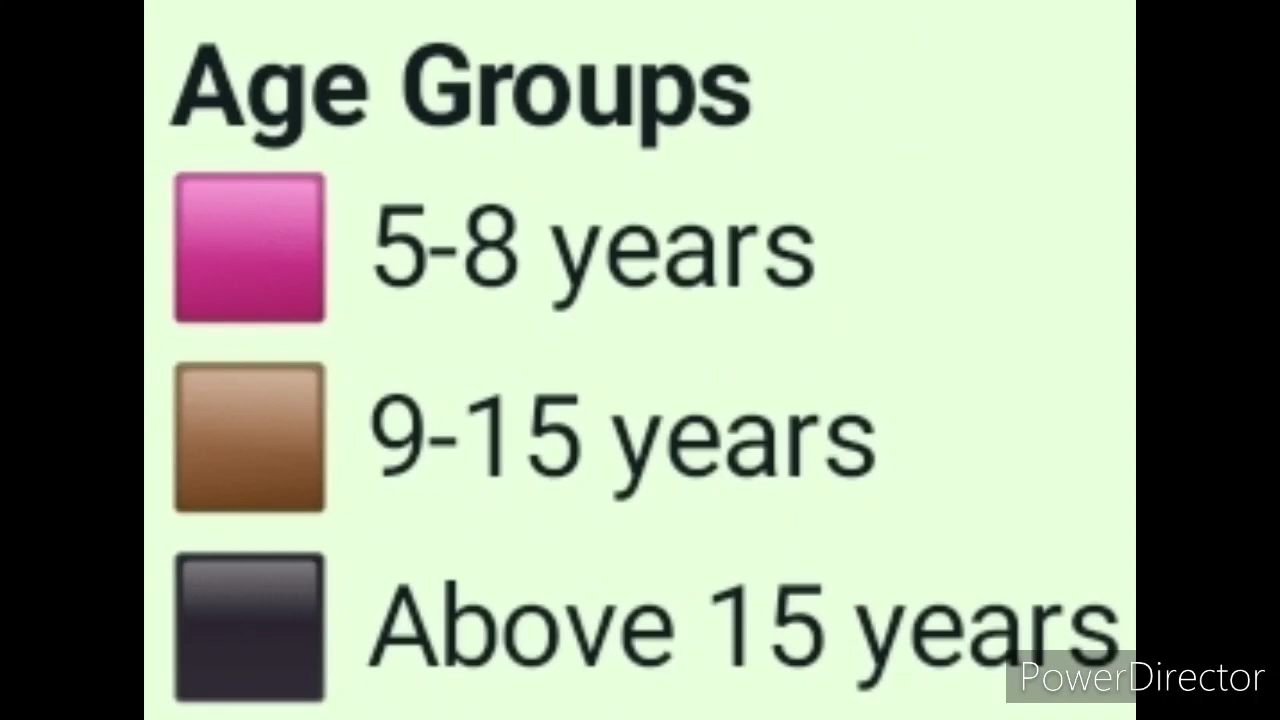 Age Groups
5-8 years
9-15 years
Above 15 years
PowerDirector